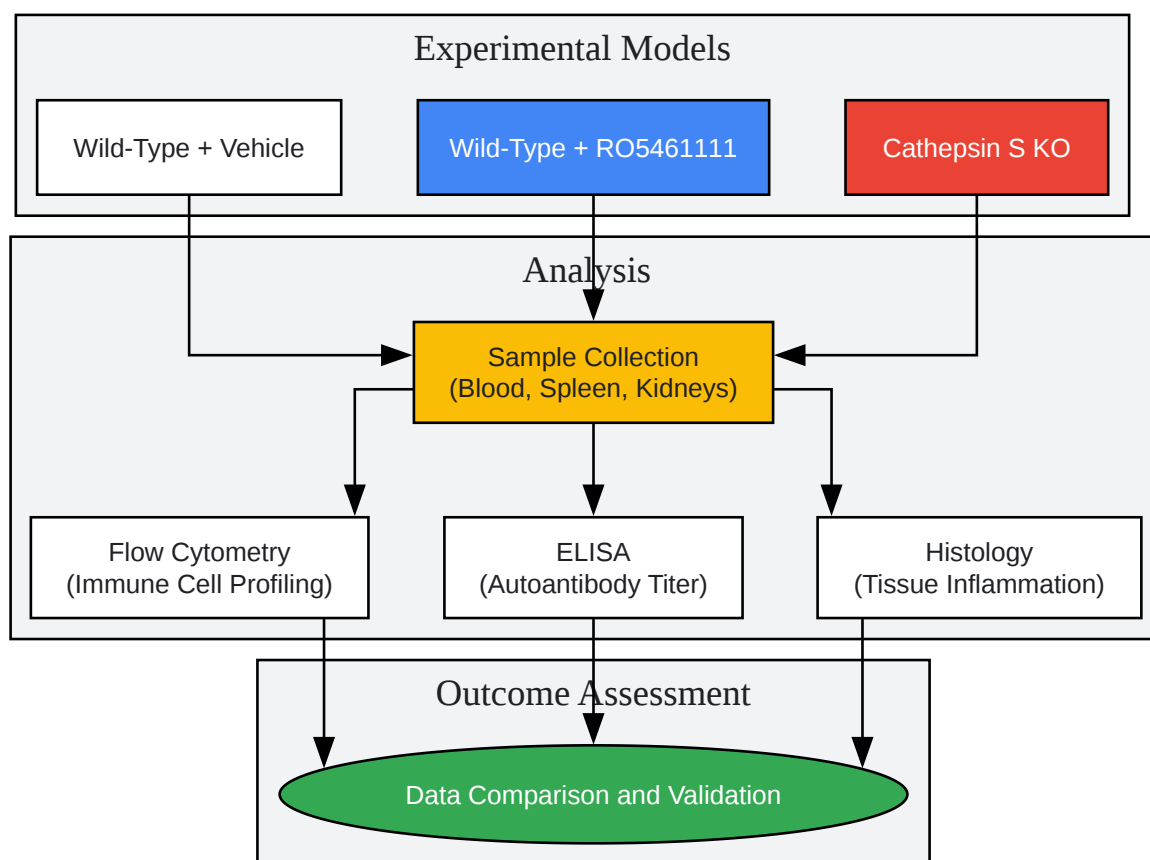 Experimental Models
Wild-Type + Vehicle
Wild-Type + RO5461111
Cathepsin S KO
Analysis
Sample Collection
(Blood, Spleen, Kidneys)
Flow Cytometry
(Immune Cell Profiling)
ELISA
(Autoantibody Titer)
Histology
(Tissue Inflammation)
Outcome Assessment
Data Comparison and Validation